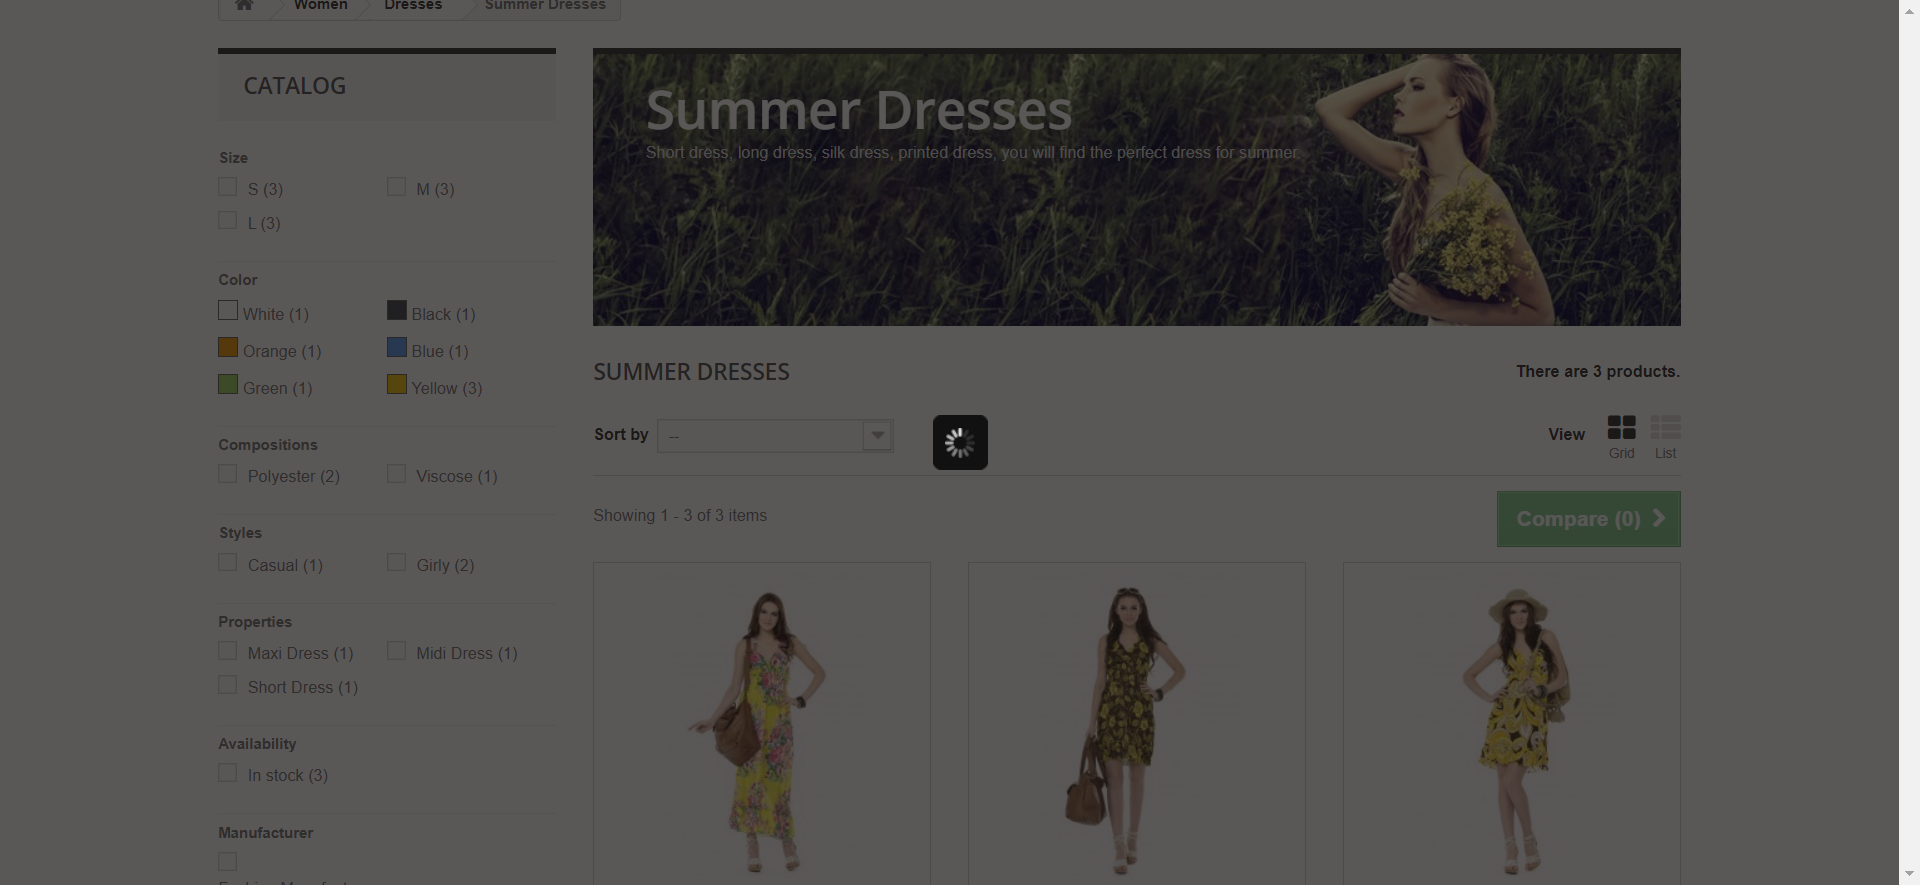 Women
Dresses
Summer Dresses
CATALOG
Size
S (3)
M (3)
L (3)
Color
White (1)
Black (1)
Orange (1)
Blue (1)
Green (1)
Yellow (3)
Compositions
Polyester (2)
Viscose (1)
Styles
Casual (1)
Girly (2)
Properties
Maxi Dress (1)
Midi Dress (1)
Short Dress (1)
Availability
In stock (3)
Manufacturer
Summer Dresses
Short dress, long dress, silk dress, printed dress, you will find the perfect dress for summer.
SUMMER DRESSES
There are 3 products.
Sort by
--
View
Grid
List
Showing 1 - 3 of 3 items
Compare (0)